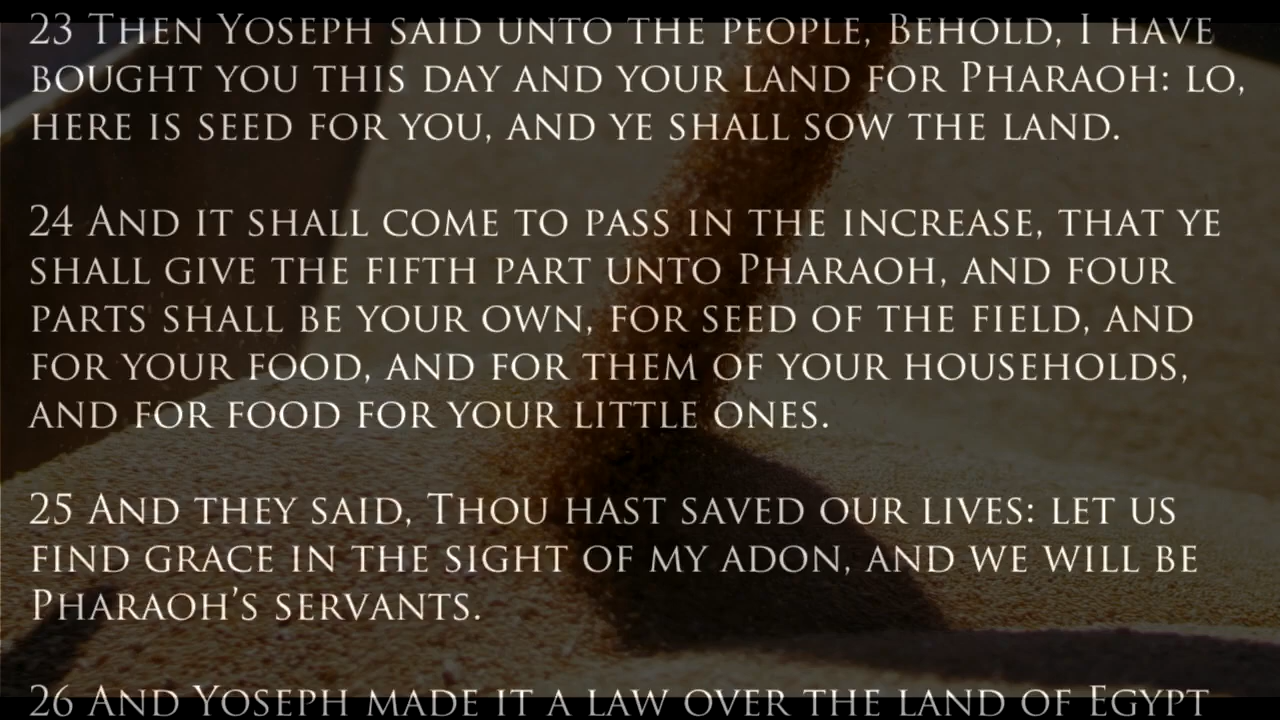 23 Then Yoseph said unto the people, Behold, I have
bought you this day and your land for Pharaoh: lo,
here is seed for you, and ye shall sow the land.
24 And it shall come to pass in the increase, that ye
shall give the fifth part unto Pharaoh, and four
parts shall be your own, for seed of the field, and
for your food, and for them of your households,
and for food for your little ones.
25 And they said, Thou hast saved our lives: let us
find grace in the sight of my adon, and we will be
Pharaoh's servants.
26 And Yoseph made it a law over the land of Egypt